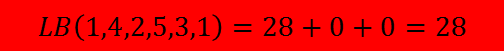 LB(1,4,2,5,3,1) = 28 + 0 + 0 = 28